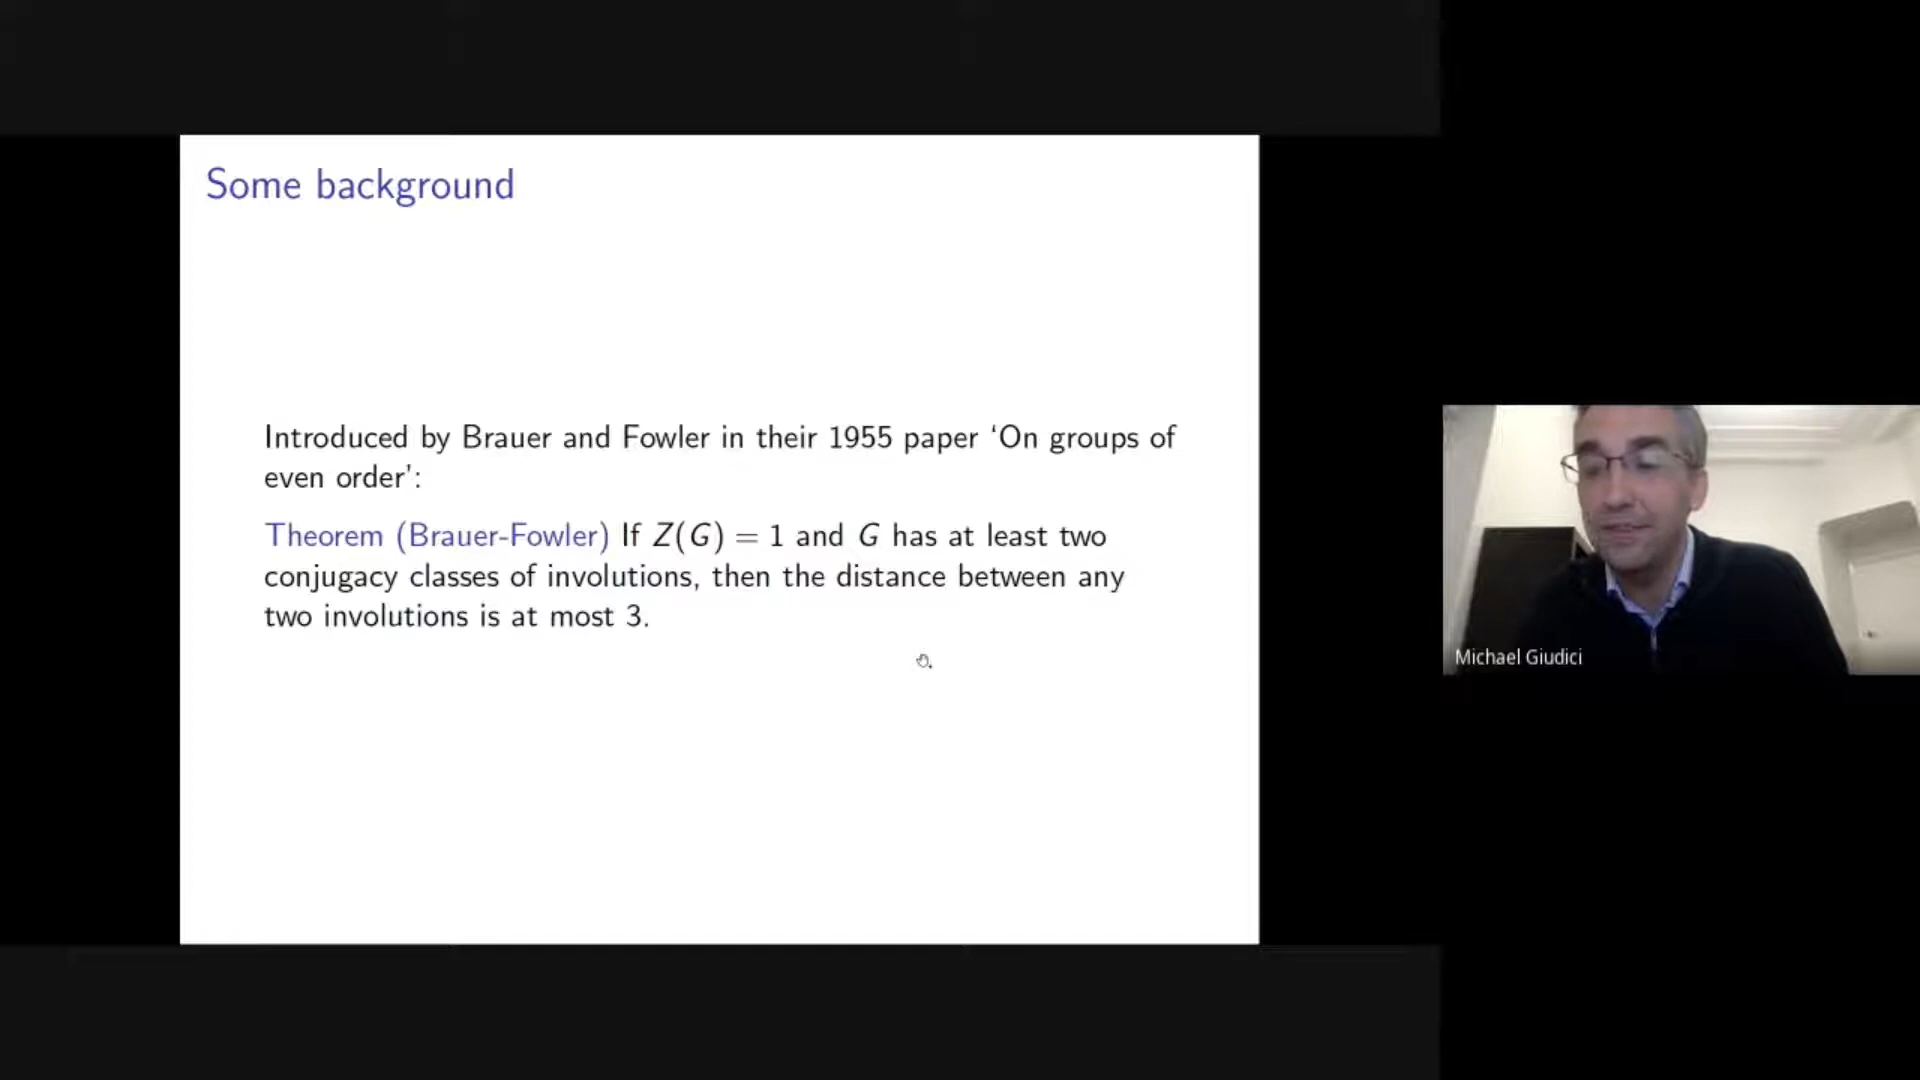 Some background
Introduced by Brauer and Fowler in their 1955 paper ‘On groups of
even order’:
Theorem (Brauer-Fowler) If Z(G) = 1 and G has at least two
conjugacy classes of involutions, then the distance between any
two involutions is at most 3.
Michael Giudici